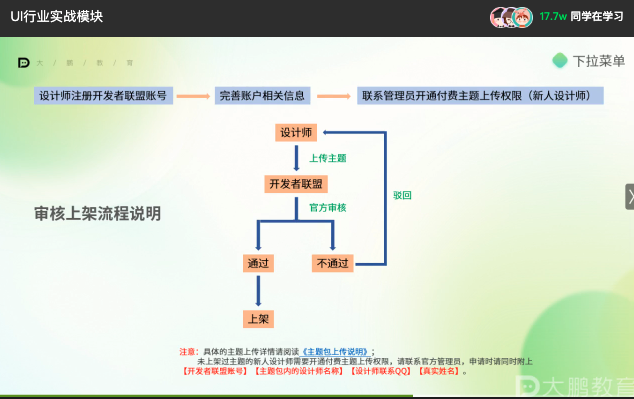 UI行业实战模块
17.7w 同学在学习
大 / 鹏 / 教 / 育
下拉菜单
设计师注册开发者联盟账号
完善账户相关信息
联系管理员开通付费主题上传权限（新人设计师）
设计师
上传主题
开发者联盟
驳回
官方审核
审核上架流程说明
通过
不通过
上架
注意：具体的主题上传详情请阅读《主题包上传说明》；
未上架过主题的新人设计师需要开通付费主题上传权限，请联系官方管理员，申请时请同时附上
【开发者联盟账号】【主题包内的设计师名称】【设计师联系QQ】【真实姓名】。
大鹏教育